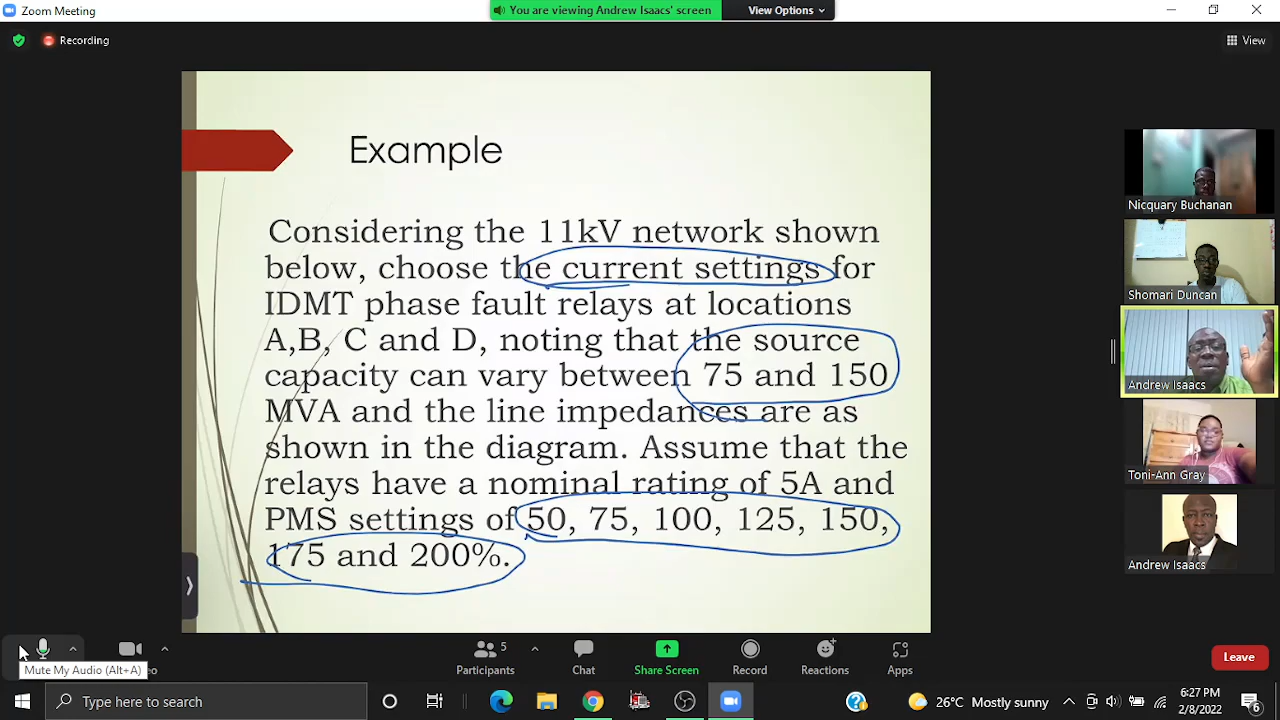 Zoom Meeting
You are viewing Andrew Isaacs' screen
View Options
Recording
View
Example
Considering the 11kV network shown
below, choose the current settings for
IDMT phase fault relays at locations
A,B, C and D, noting that the source
capacity can vary between 75 and 150
MVA and the line impedances are as
shown in the diagram. Assume that the
relays have a nominal rating of 5A and
PMS settings of 50, 75, 100, 125, 150,
175 and 200%.
Nicquary Buchanan
Shomari Duncan
Andrew Isaacs
Toni-Ann Gray
Andrew Isaacs
Mute My Audio (Alt+A)
eo
5
Participants
Chat
Share Screen
Record
Reactions
Apps
Leave
Type here to search
26°C Mostly sunny
6:27 PM
2/8/2022
6